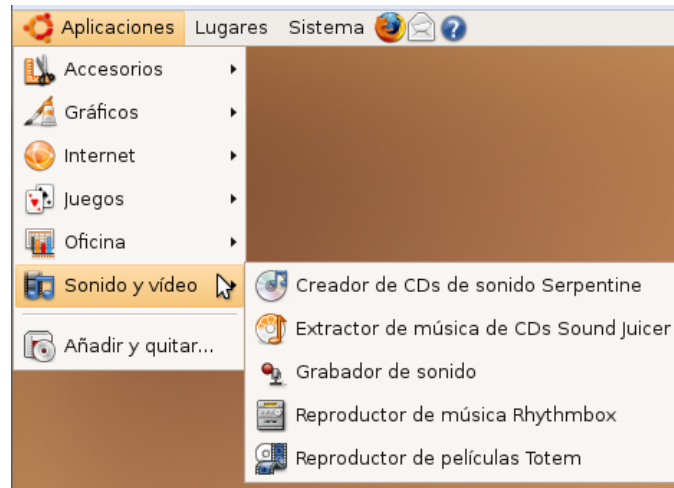 Aplicaciones Lugares Sistema
Accesorios
Gráficos
Internet
Juegos
Oficina
Sonido y vídeo
Añadir y quitar...
Creador de CDs de sonido Serpentine
Extractor de música de CDs Sound Juicer
Grabador de sonido
Reproductor de música Rhythmbox
Reproductor de películas Totem